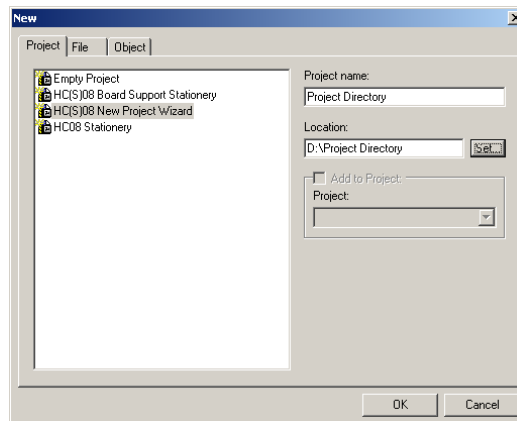 New
Project File Object
Empty Project
HC(S)08 Board Support Stationery
HC(S)08 New Project Wizard
HC08 Stationery
Project name:
Project Directory
Location:
D:\Project Directory Set...
Add to Project:
Project:
OK Cancel